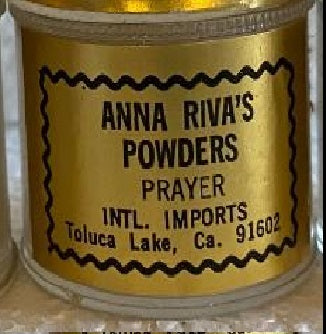 ANNA RIVA'S
POWDERS
PRAYER
INTL. IMPORTS
Toluca Lake, Ca. 91602